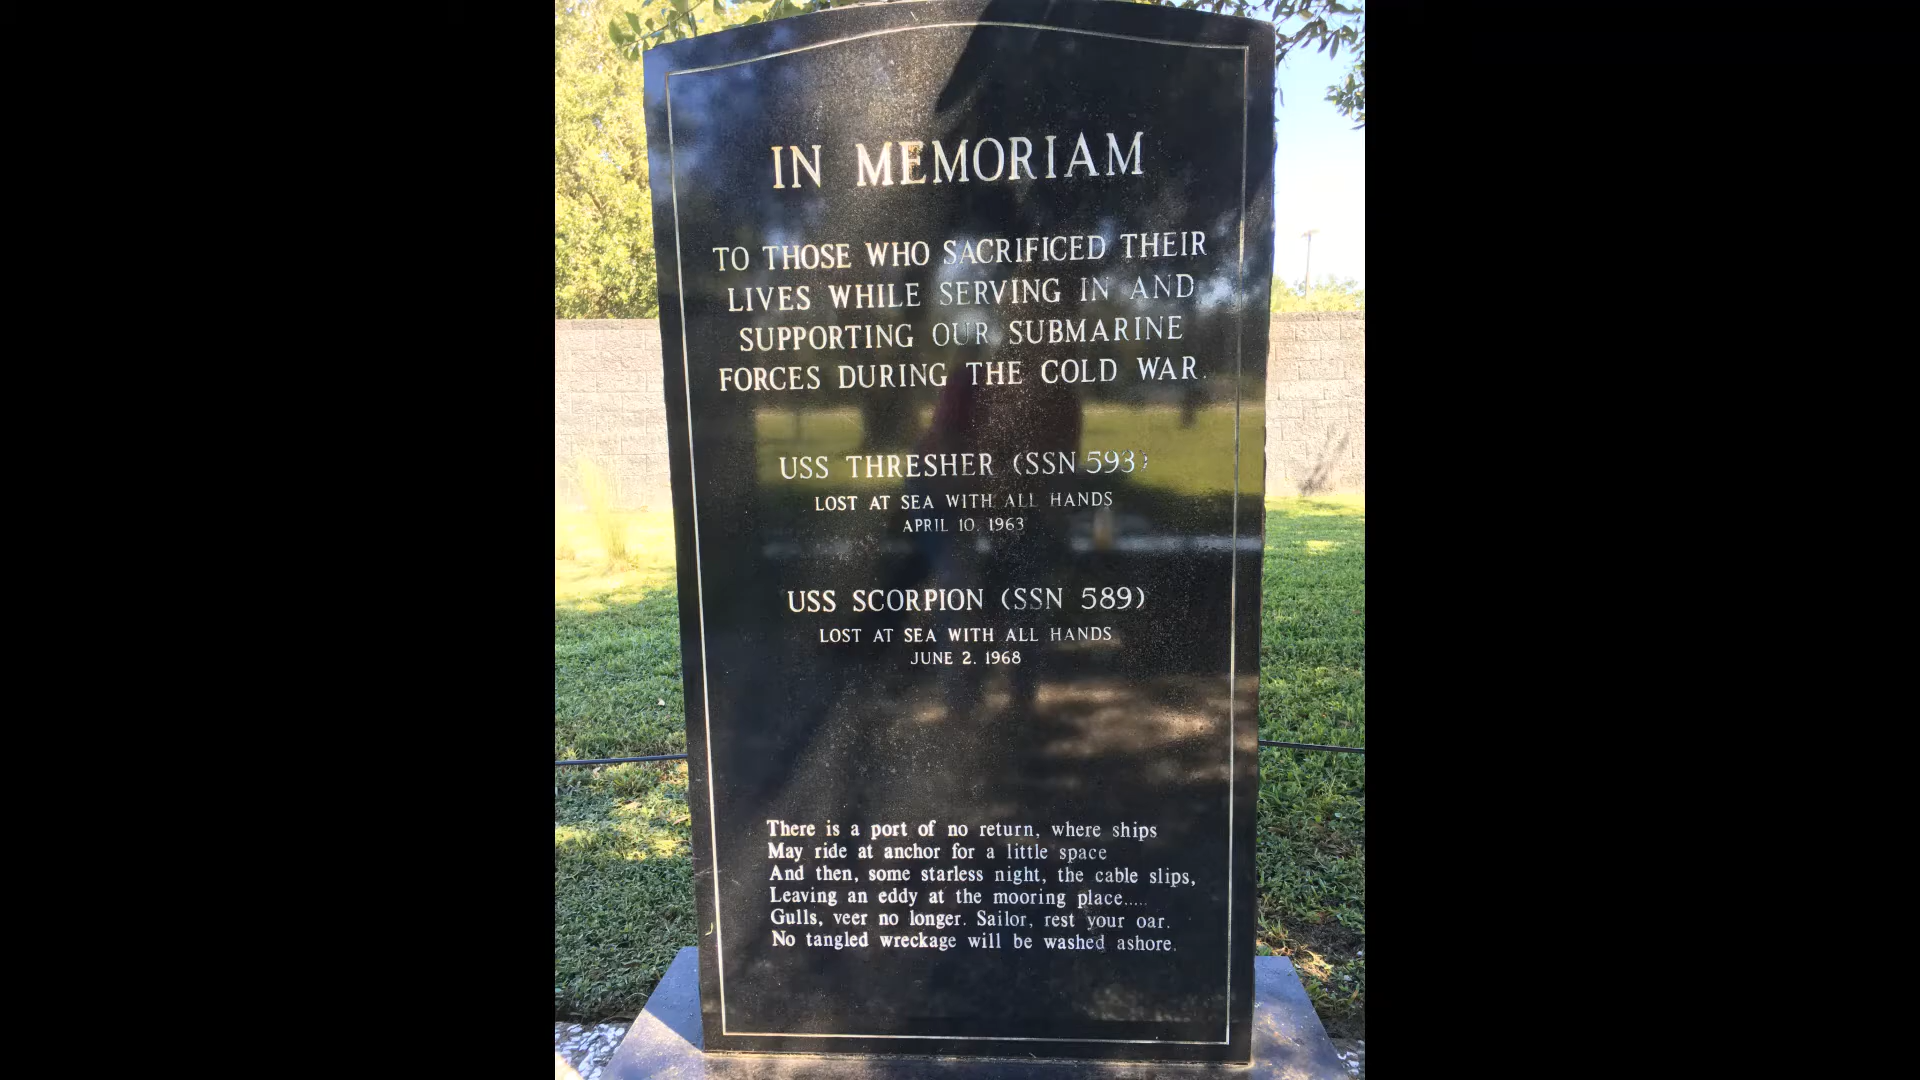 IN MEMORIAM
TO THOSE WHO SACRIFICED THEIR
LIVES WHILE SERVING IN AND
SUPPORTING OUR SUBMARINE
FORCES DURING THE COLD WAR.
USS THRESHER (SSN 593)
LOST AT SEA WITH ALL HANDS
APRIL 10, 1963
USS SCORPION (SSN 589)
LOST AT SEA WITH ALL HANDS
JUNE 2, 1968
There is a port of no return, where ships
May ride at anchor for a little space
And then, some starless night, the cable slips,
Leaving an eddy at the mooring place.....
Gulls, veer no longer. Sailor, rest your oar.
No tangled wreckage will be washed ashore.